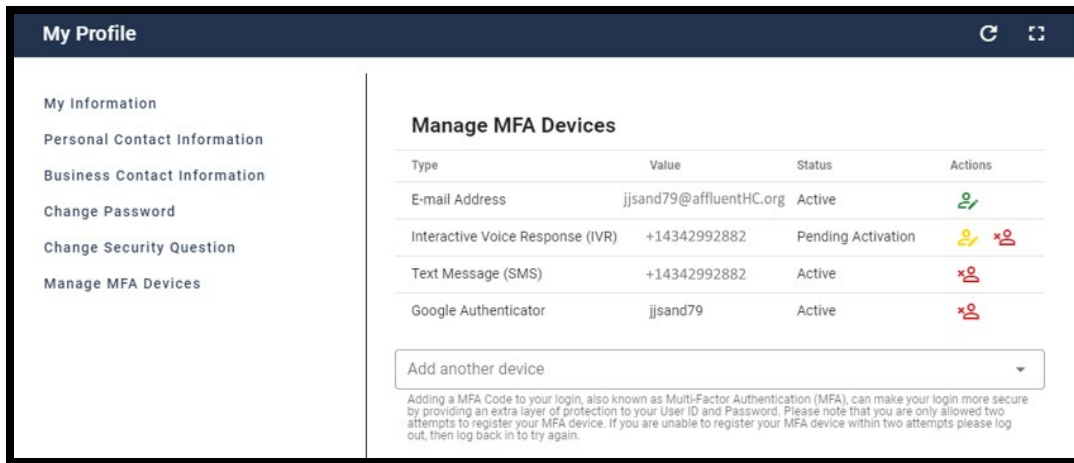 My Profile
My Information
Personal Contact Information
Business Contact Information
Change Password
Change Security Question
Manage MFA Devices
Manage MFA Devices
Type Value Status Actions
E-mail Address jjsand79@affluentHC.org Active
Interactive Voice Response (IVR) +14342992882 Pending Activation
Text Message (SMS) +14342992882 Active
Google Authenticator jjsand79 Active
Add another device
Adding a MFA Code to your login, also known as Multi-Factor Authentication (MFA), can make your login more secure
by providing an extra layer of protection to your User ID and Password. Please note that you are only allowed two
attempts to register your MFA device. If you are unable to register your MFA device within two attempts please log
out, then log back in to try again.